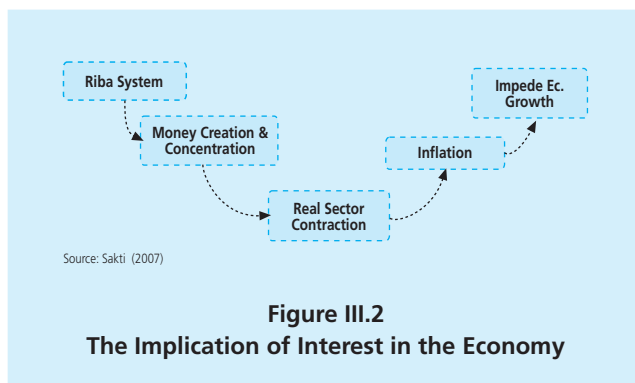 Riba System
Money Creation &
Concentration
Real Sector
Contraction
Inflation
Impede Ec.
Growth
Source: Sakti (2007)
Figure III.2
The Implication of Interest in the Economy